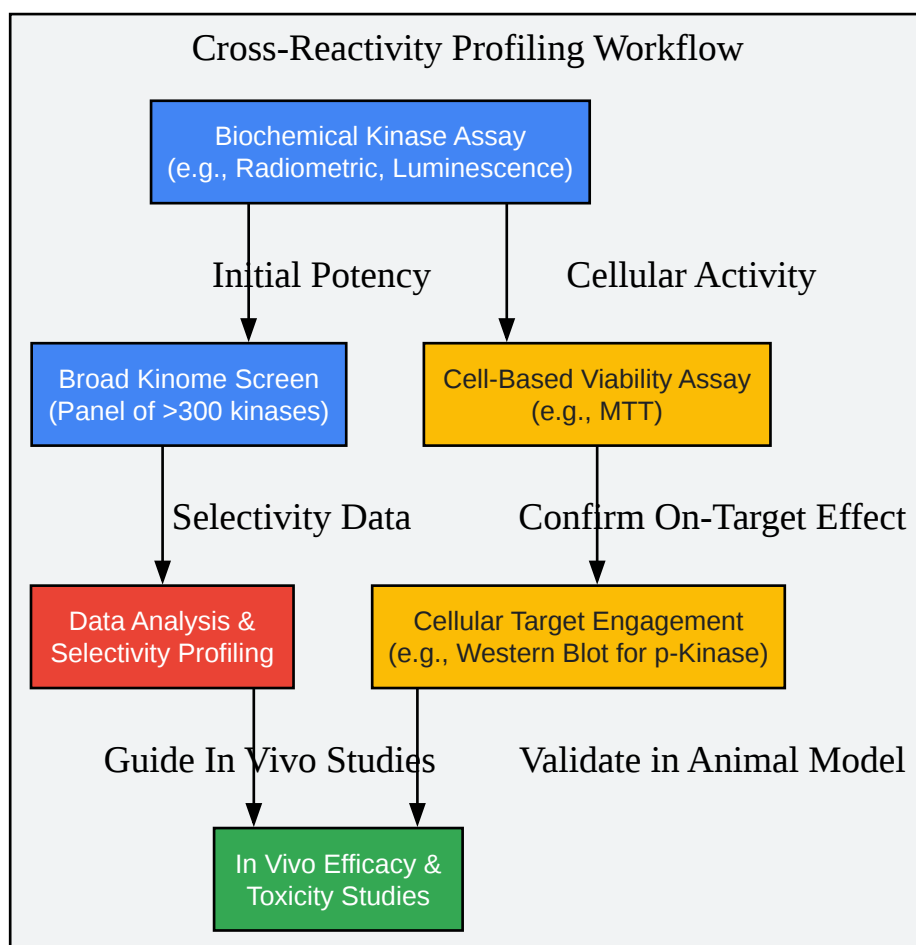 Cross-Reactivity Profiling Workflow
Biochemical Kinase Assay
(e.g., Radiometric, Luminescence)
Initial Potency
Cellular Activity
Broad Kinome Screen
(Panel of >300 kinases)
Cell-Based Viability Assay
(e.g., MTT)
Selectivity Data
Confirm On-Target Effect
Data Analysis &
Selectivity Profiling
Cellular Target Engagement
(e.g., Western Blot for p-Kinase)
Guide In Vivo Studies
Validate in Animal Model
In Vivo Efficacy &
Toxicity Studies